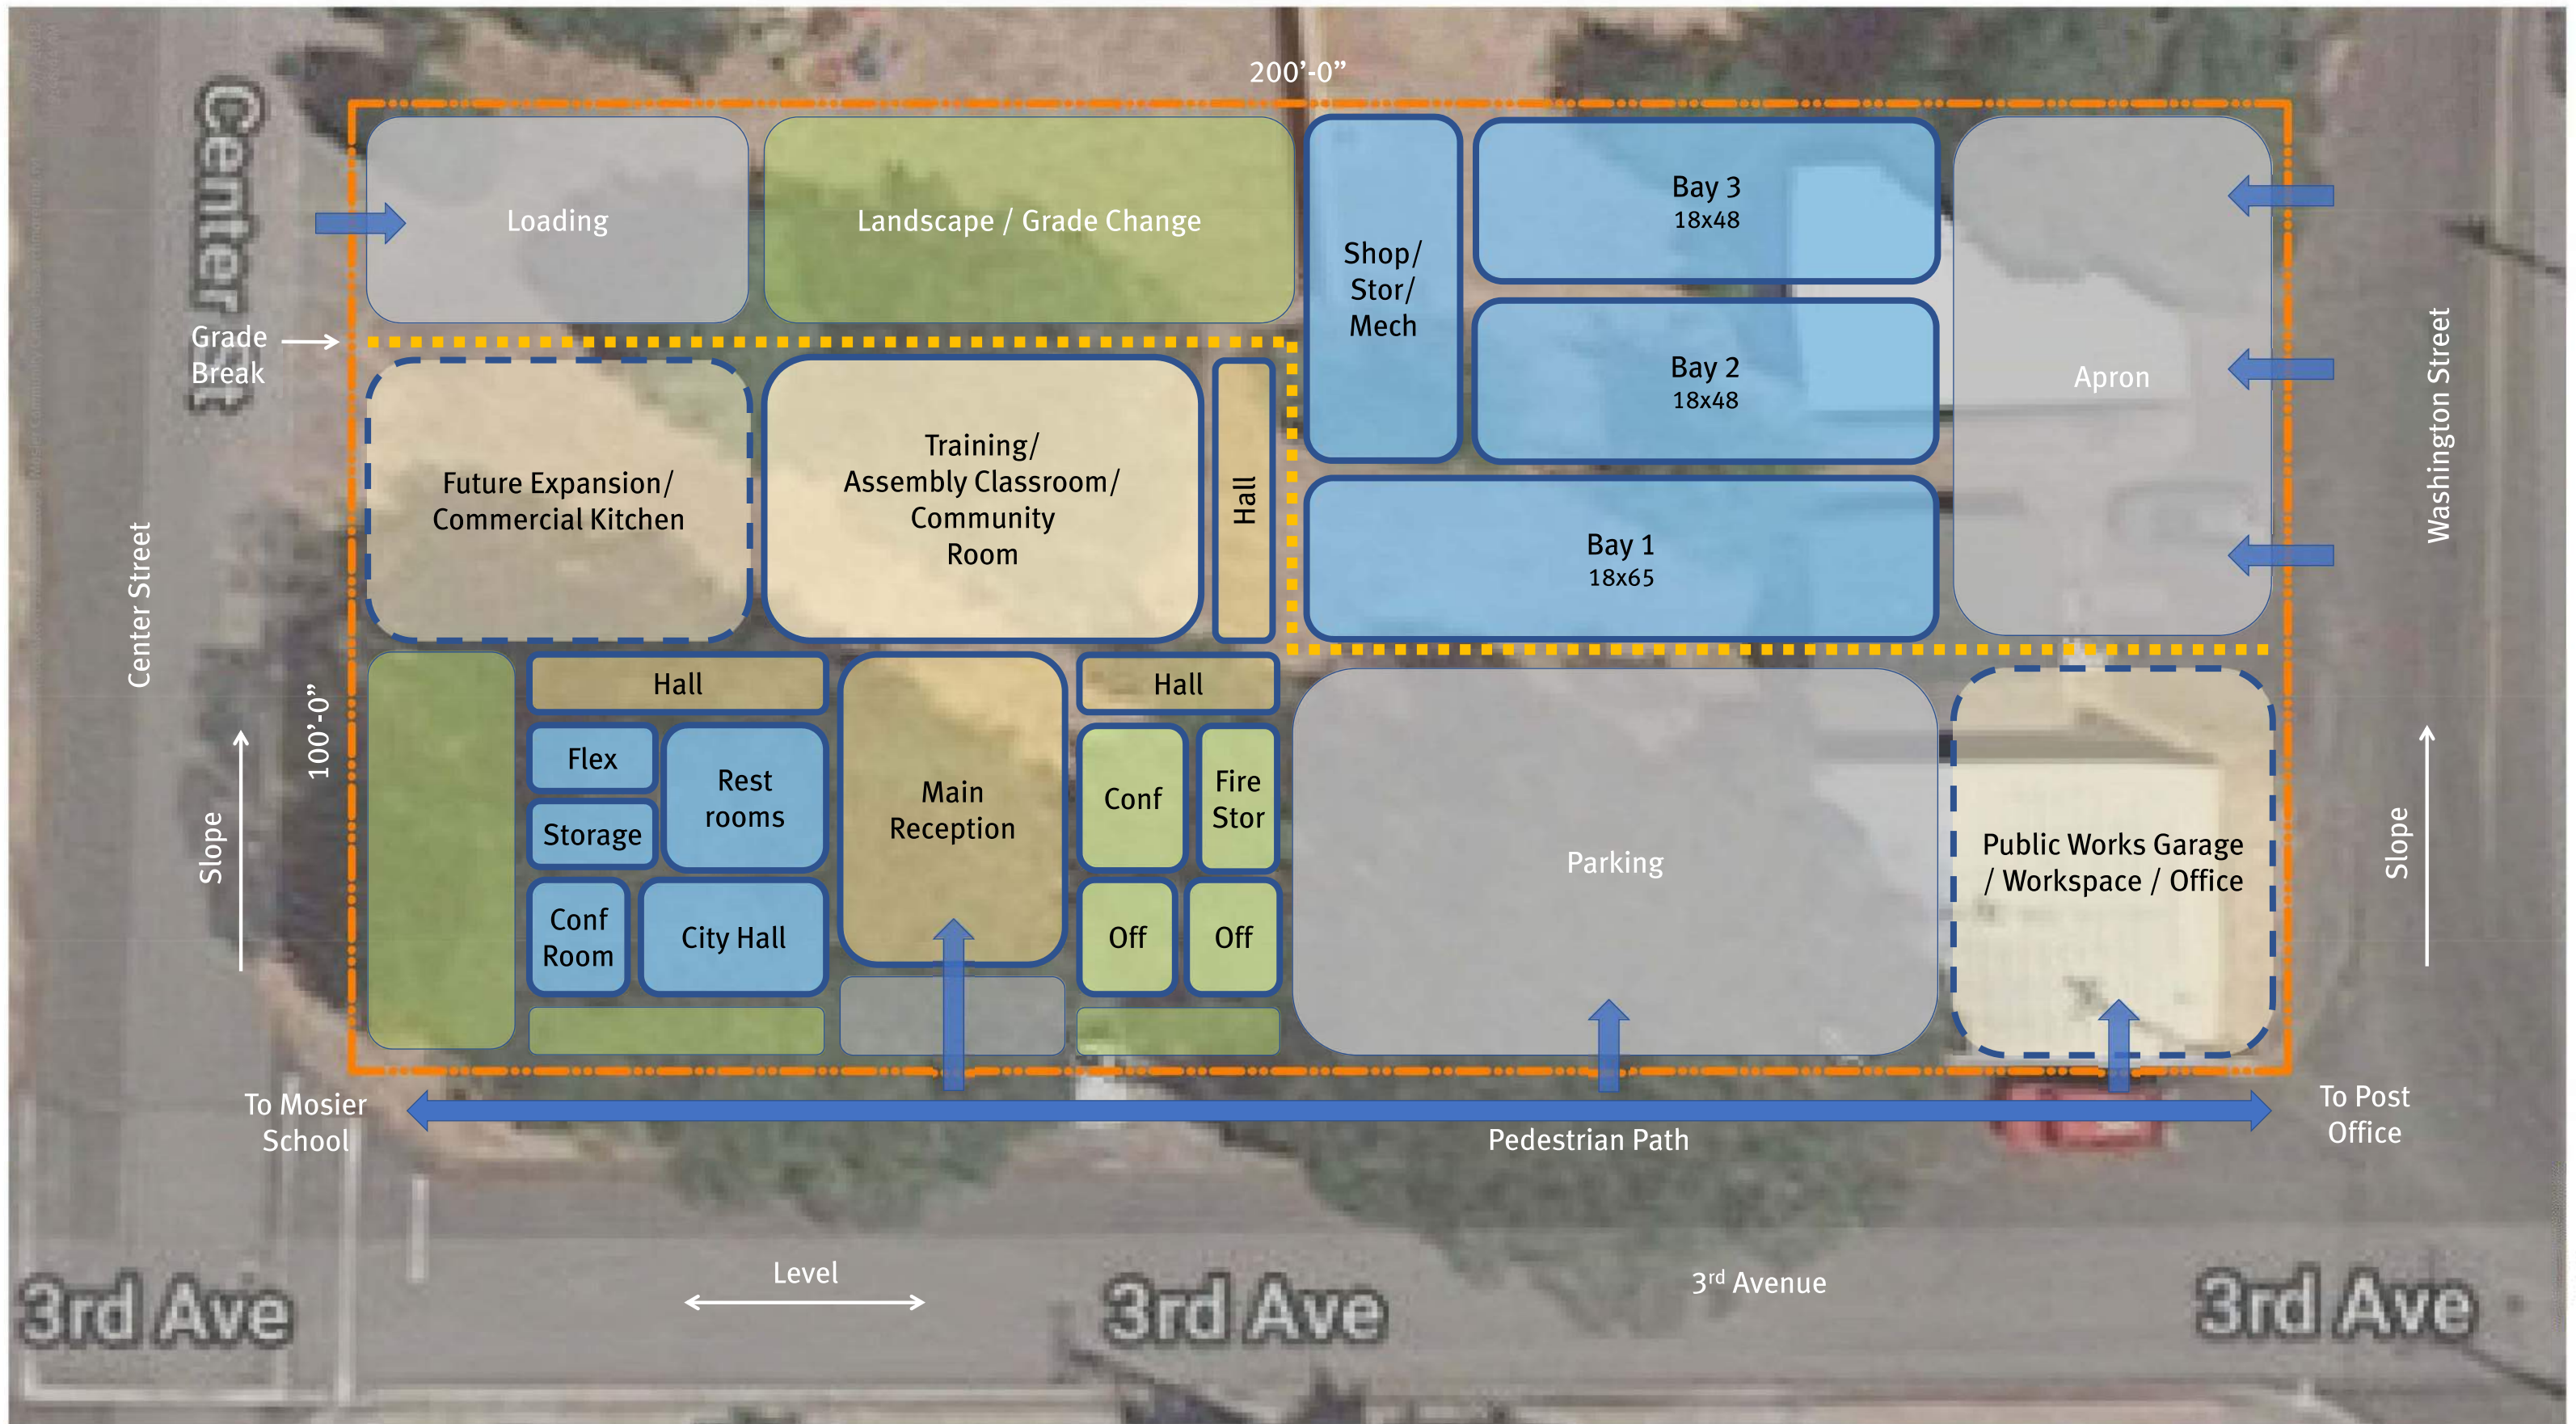 200’-0”
Center St
Loading
Landscape / Grade Change
Shop/
Stor/
Mech
Bay 3
18x48
Bay 2
18x48
Bay 1
18x65
Apron
Washington Street
Grade
Break
Future Expansion/
Commercial Kitchen
Training/
Assembly Classroom/
Community
Room
Hall
Center Street
100’-0”
Slope
Hall
Flex
Storage
Rest
rooms
Conf
Room
City Hall
Main
Reception
Hall
Conf
Fire
Stor
Off
Off
Parking
Public Works Garage
/ Workspace / Office
Slope
To Mosier
School
Pedestrian Path
To Post
Office
Level
3rd Avenue
3rd Ave
3rd Ave
3rd Ave